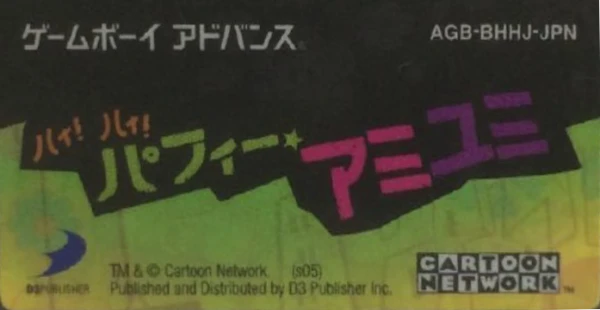 ゲームボーイ アドバンス
AGB-BHHJ-JPN
ハイ! ハイ!
パフィー★
アミユミ
D3PUBLISHER
TM & © Cartoon Network. (s05)
Published and Distributed by D3 Publisher Inc.
CARTOON
NETWORK TM